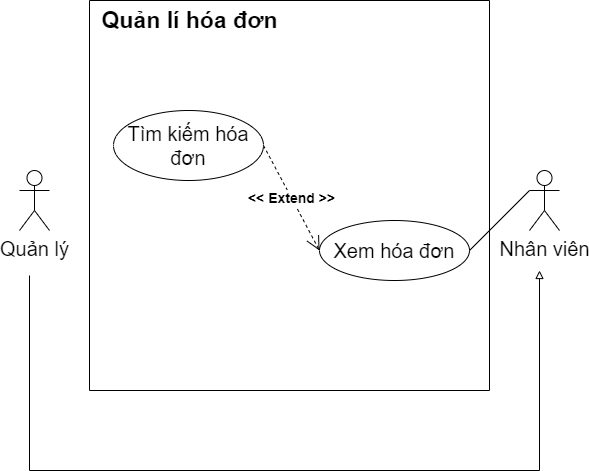 Quản lí hóa đơn
Tìm kiếm hóa
đơn
<< Extend >>
Xem hóa đơn
Quản lý
Nhân viên